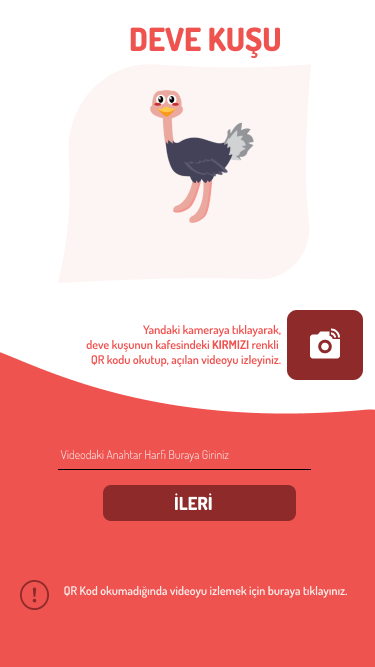 DEVE KUŞU
Yandaki kameraya tıklayarak,
deve kuşunun kafesindeki KIRMIZI renkli
QR kodu okutup, açılan videoyu izleyiniz.
Videodaki Anahtar Harfi Buraya Giriniz
İLERİ
QR Kod okumadığında videoyu izlemek için buraya tıklayınız.